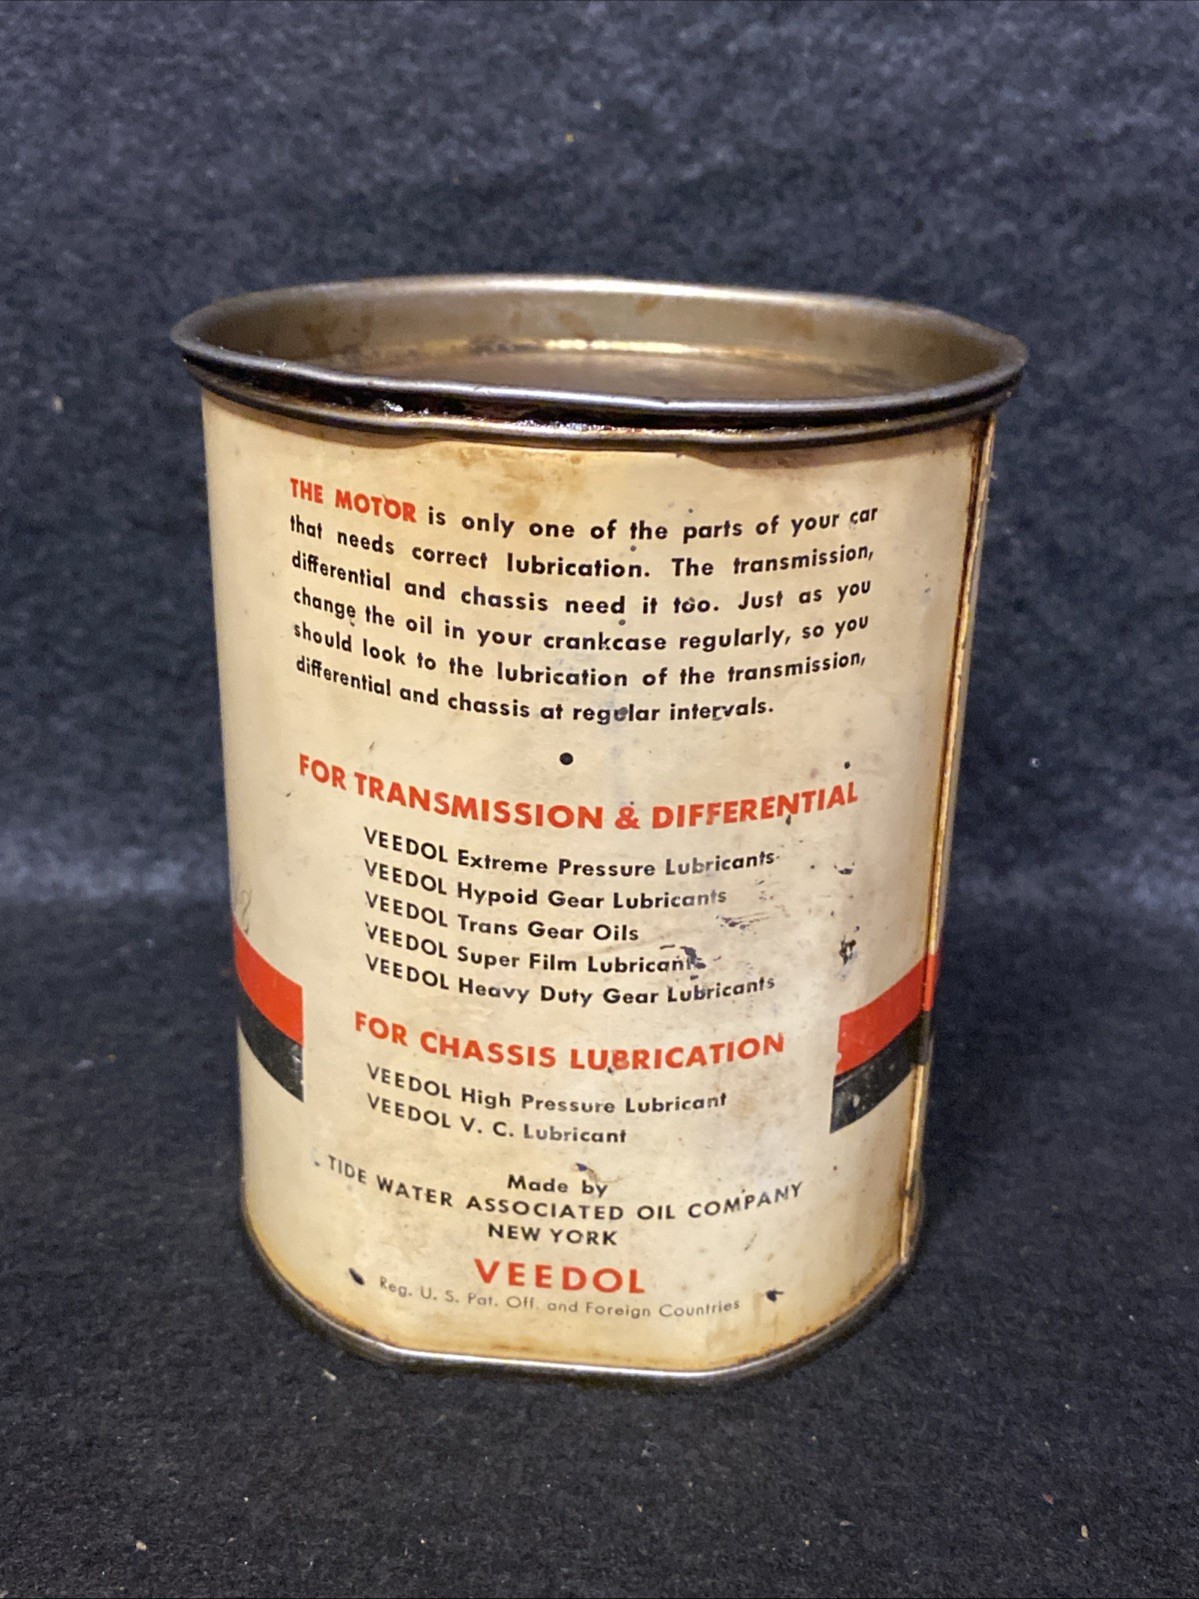 THE MOTOR is only one of the parts of your car
that needs correct lubrication. The transmission,
differential and chassis need it too. Just as you
change the oil in your crankcase regularly, so you
should look to the lubrication of the transmission,
differential and chassis at regular intervals.
FOR TRANSMISSION & DIFFERENTIAL
VEEDOL Extreme Pressure Lubricants
VEEDOL Hypoid Gear Lubricants
VEEDOL Trans Gear Oils
VEEDOL Super Film Lubricants
VEEDOL Heavy Duty Gear Lubricants
FOR CHASSIS LUBRICATION
VEEDOL High Pressure Lubricant
VEEDOL V. C. Lubricant
Made by
TIDE WATER ASSOCIATED OIL COMPANY
NEW YORK
VEEDOL
Reg. U. S. Pat. Off. and Foreign Countries